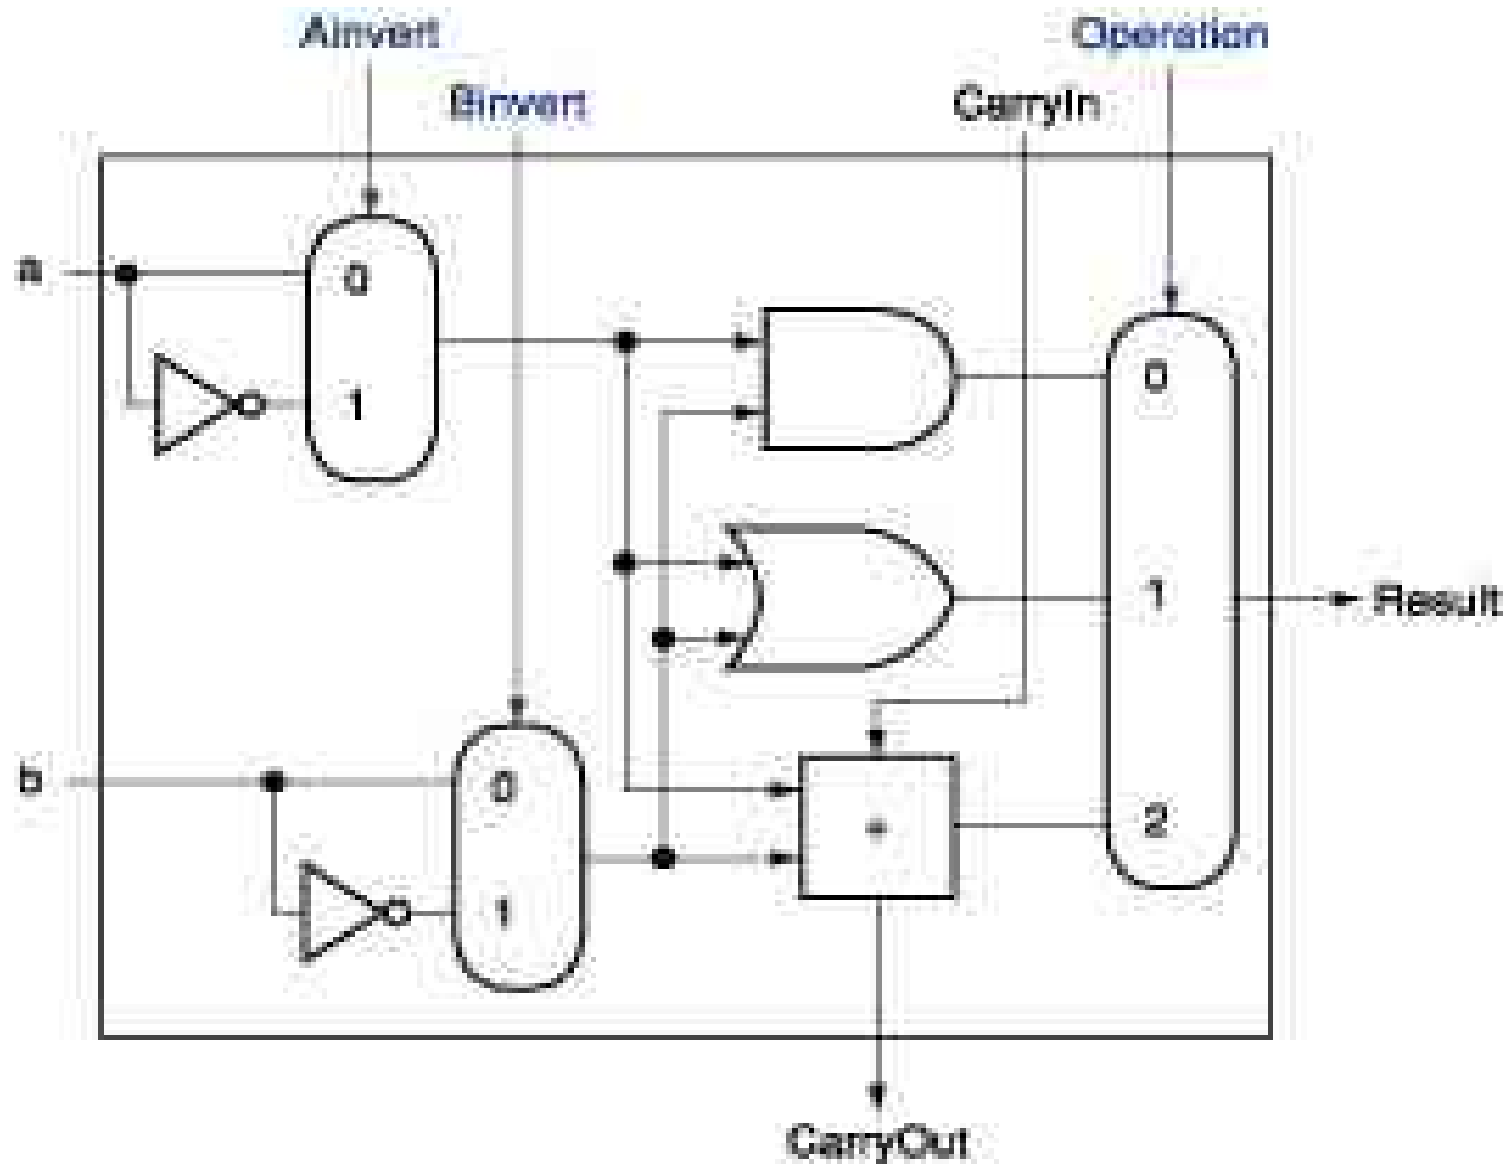 Ainvert
Operation
Binvert
CarryIn
a
0
1
0
1
Result
b
0
1
2
+
CarryOut